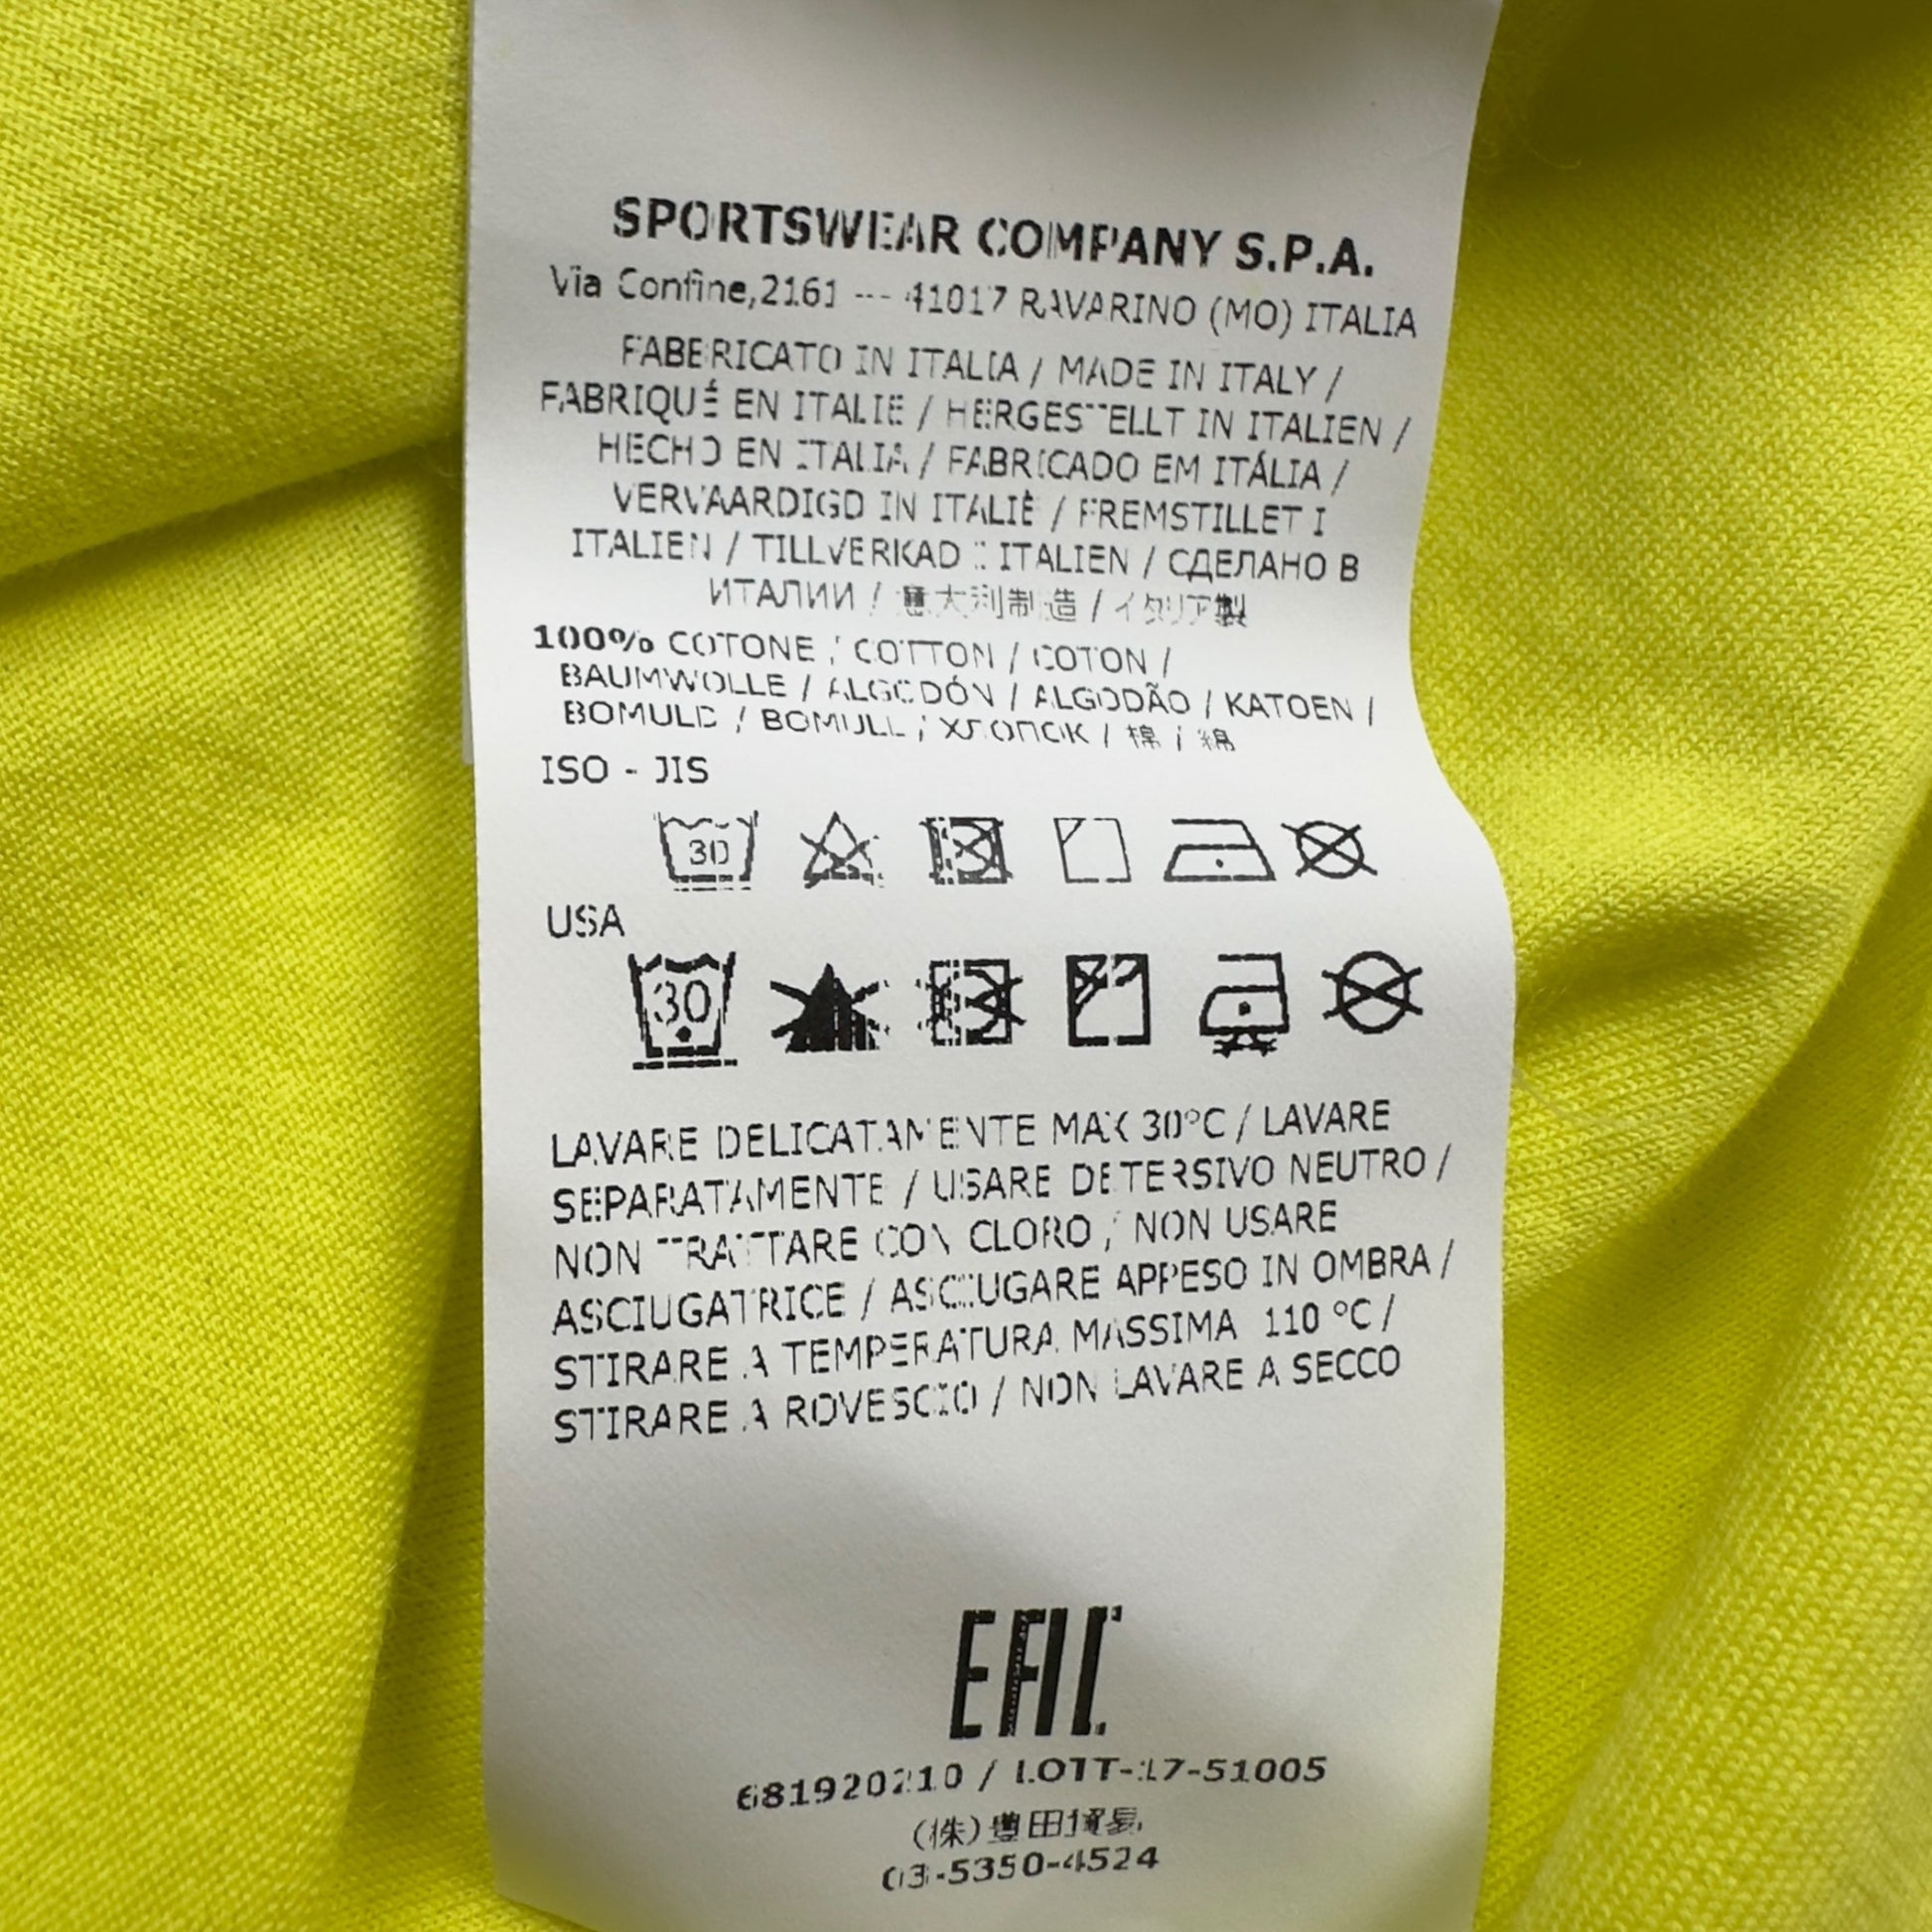 SPORTSWEAR COMPANY S.P.A.
Via Confine,2161 --- 41017 RAVARINO (MO) ITALIA
FABBRICATO IN ITALIA / MADE IN ITALY /
FABRIQUÉ EN ITALIE / HERGESTELLT IN ITALIEN /
HECHO EN ITALIA / FABRICADO EM ITÁLIA /
VERVAARDIGD IN ITALIË / FREMSTILLET I
ITALIEN / TILLVERKAD I ITALIEN / СДЕЛАНО В
ИТАЛИИ / 意大利制造 / イタリア製
100% COTONE / COTTON / COTON /
BAUMWOLLE / ALGODÓN / ALGODÃO / KATOEN /
BOMULD / BOMULL / ХЛОПОК / 棉 / 綿
ISO - JIS
30
USA
30
LAVARE DELICATAMENTE MAX 30°C / LAVARE
SEPARATAMENTE / USARE DETERSIVO NEUTRO /
NON TRATTARE CON CLORO / NON USARE
ASCIUGATRICE / ASCIUGARE APPESO IN OMBRA /
STIRARE A TEMPERATURA MASSIMA 110 °C /
STIRARE A ROVESCIO / NON LAVARE A SECCO
EAC
681920210 / LOTT-17-51005
(株)豊田貿易
03-5350-4524